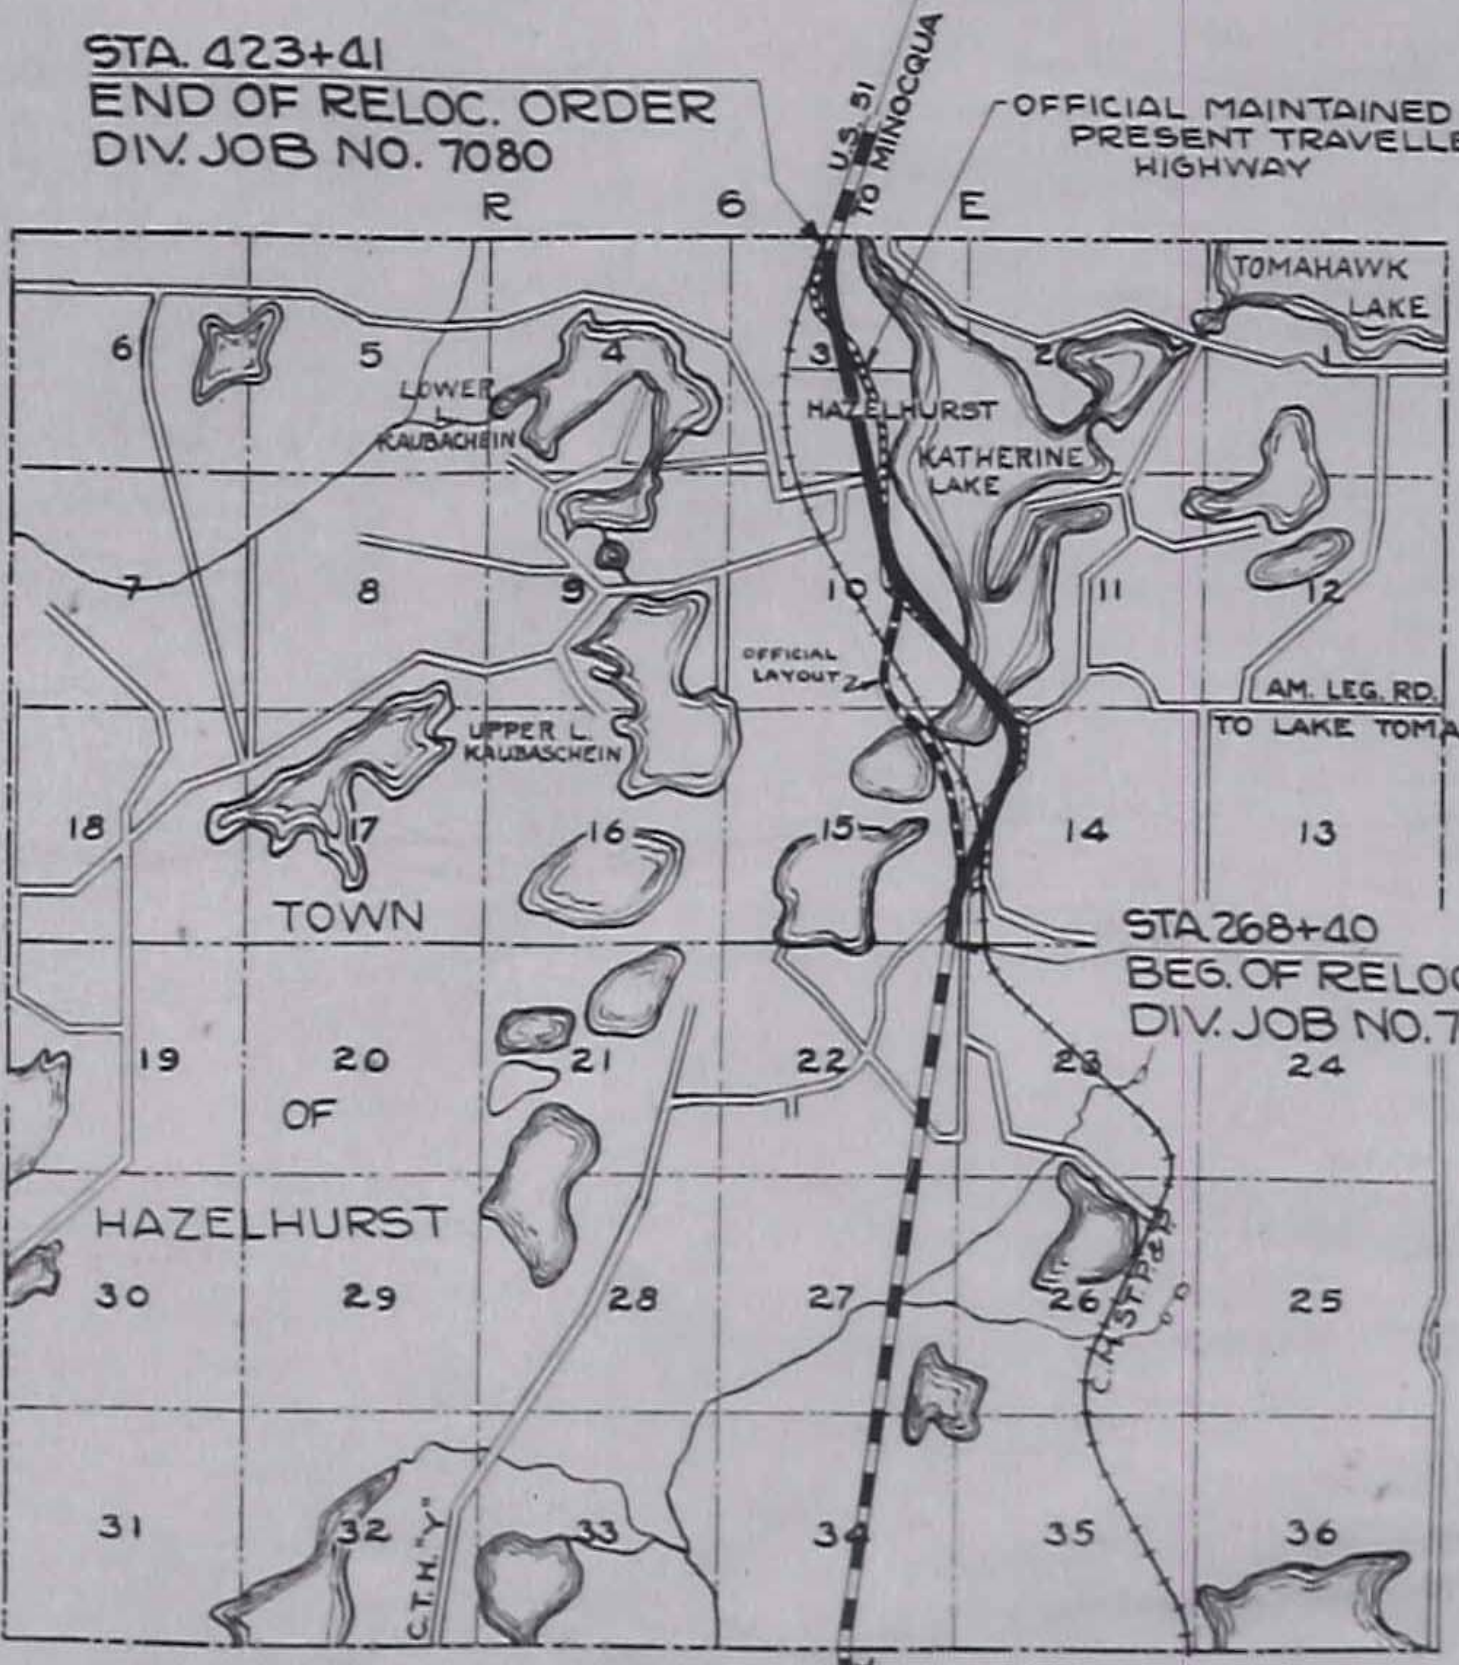 STA. 423+41
END OF RELOC. ORDER
DIV. JOB NO. 7080
U.S. 51
TO MINOCQUA
OFFICIAL MAINTAINED
PRESENT TRAVELLE
HIGHWAY
R 6 E
TOMAHAWK
LAKE
6 5 4 3 2 1
LOWER
L.
KAUBACHEIN
HAZELHURST
KATHERINE
LAKE
7 8 9 10 11 12
OFFICIAL
LAYOUT
AM. LEG. RD.
TO LAKE TOMA
UPPER L.
KAUBASCHEIN
18 17 16 15 14 13
TOWN
STA 268+40
BEG. OF RELOC
DIV. JOB NO. 7
19 20 21 22 23 24
OF
HAZELHURST
30 29 28 27 26 25
C.M. ST. P. & P.
31 32 33 34 35 36
C.T.H. "Y"